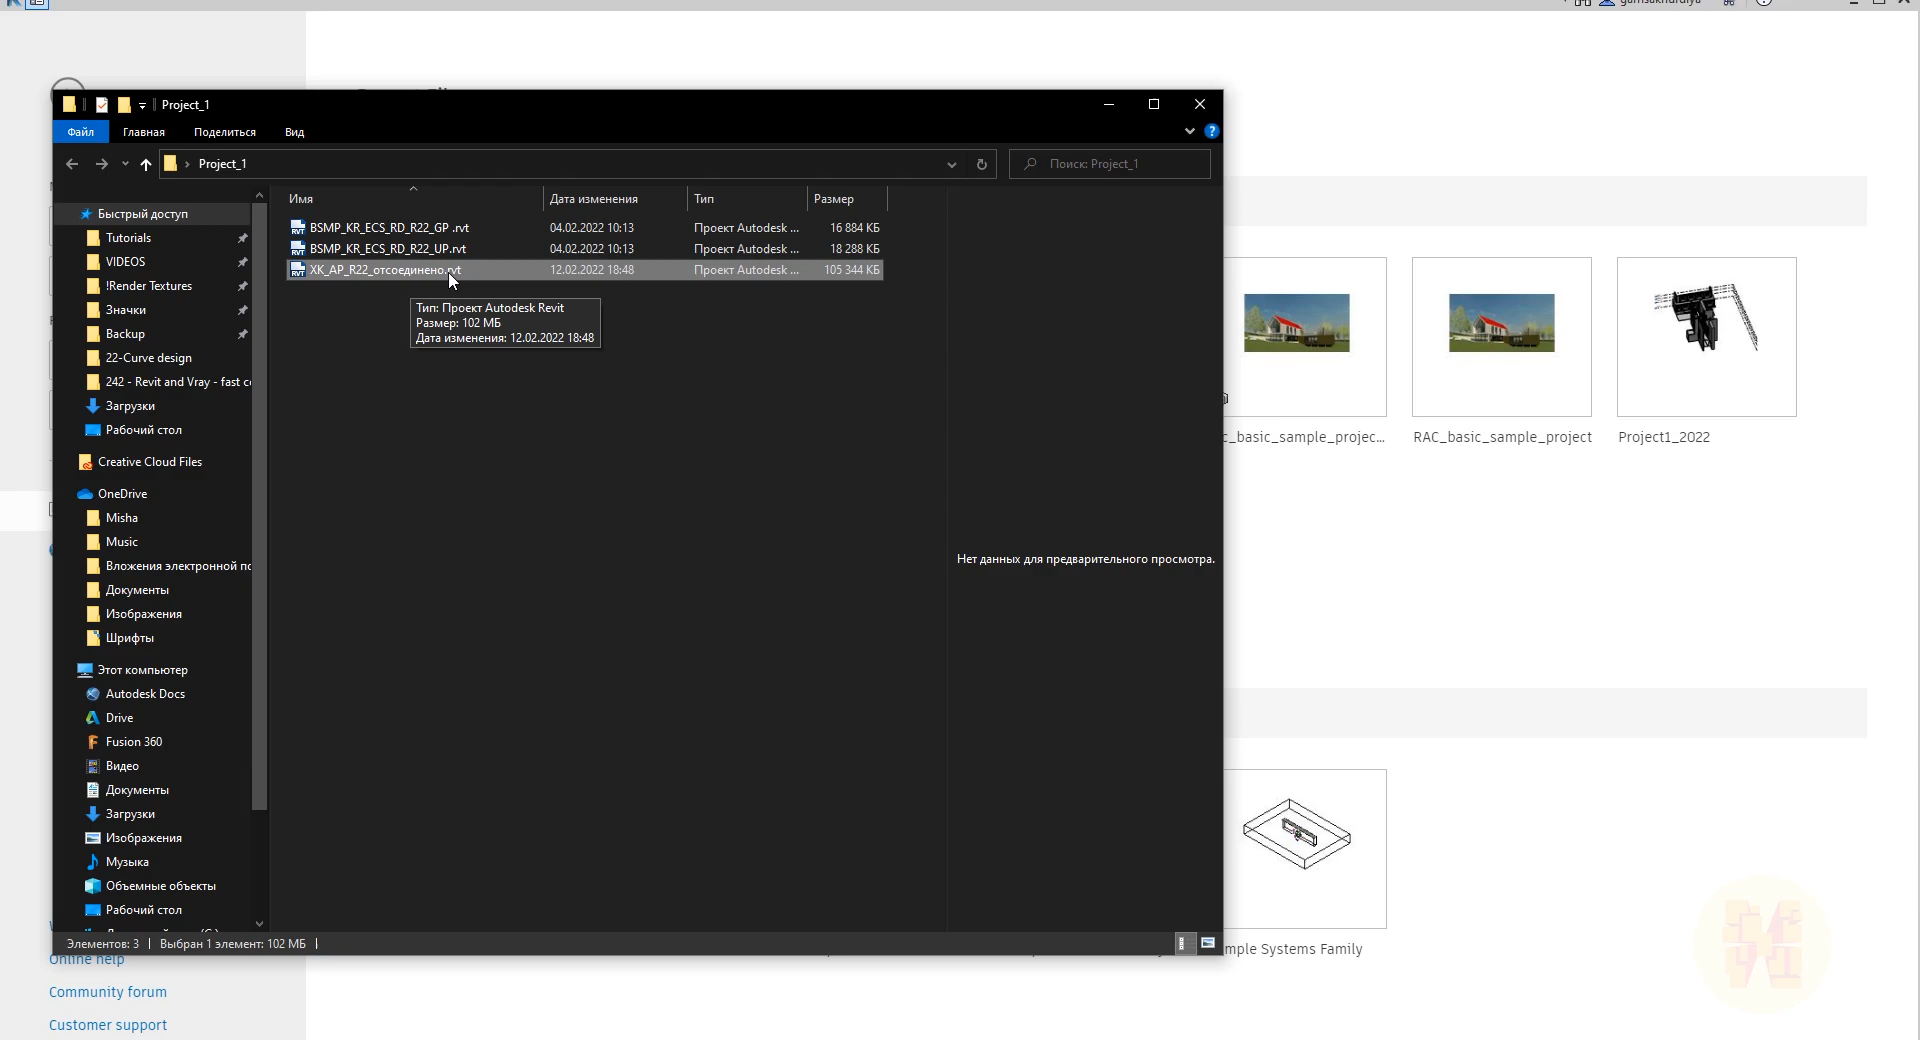 Project_1
Файл Главная Поделиться Вид
Project_1
Поиск: Project_1
Имя Дата изменения Тип Размер
BSMP_KR_ECS_RD_R22_GP .rvt 04.02.2022 10:13 Проект Autodesk ... 16 884 КБ
BSMP_KR_ECS_RD_R22_UP.rvt 04.02.2022 10:13 Проект Autodesk ... 18 288 КБ
ХК_АР_R22_отсоединено.rvt 12.02.2022 18:48 Проект Autodesk ... 105 344 КБ
Тип: Проект Autodesk Revit
Размер: 102 МБ
Дата изменения: 12.02.2022 18:48
Быстрый доступ
Tutorials
VIDEOS
!Render Textures
Значки
Backup
22-Curve design
242 - Revit and Vray - fast
Загрузки
Рабочий стол
Creative Cloud Files
OneDrive
Misha
Music
Вложения электронной
Документы
Изображения
Шрифты
Этот компьютер
Autodesk Docs
Drive
Fusion 360
Видео
Документы
Загрузки
Изображения
Музыка
Объемные объекты
Рабочий стол
Нет данных для предварительного просмотра.
Элементов: 3 Выбран 1 элемент: 102 МБ
c_basic_sample_projec... RAC_basic_sample_project Project1_2022
mple Systems Family
Online help
Community forum
Customer support